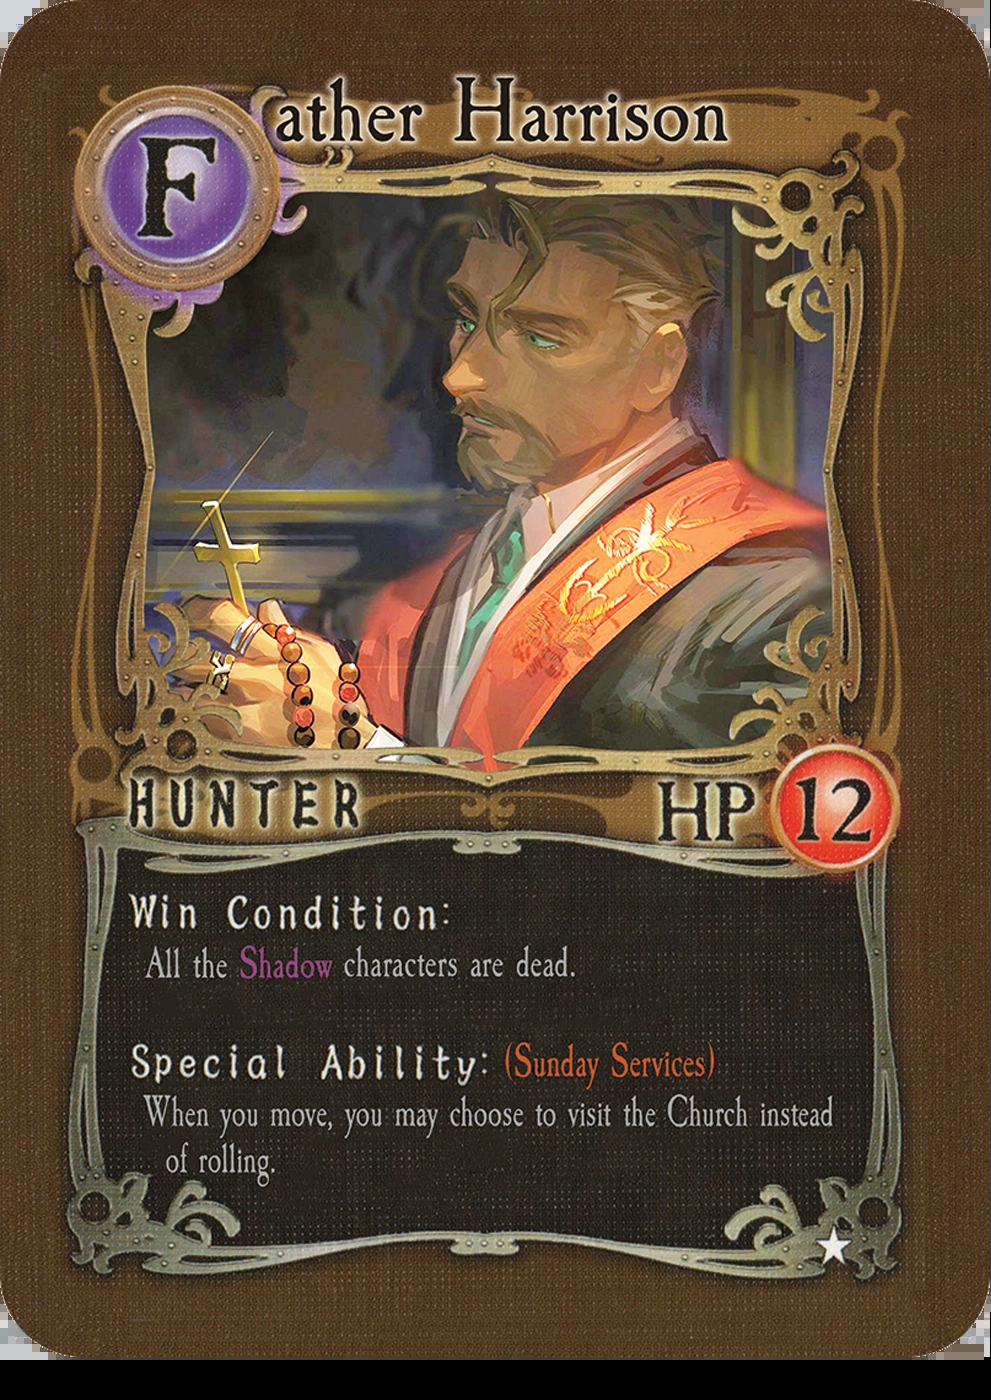 Father Harrison
HUNTER HP 12
Win Condition:
All the Shadow characters are dead.
Special Ability: (Sunday Services)
When you move, you may choose to visit the Church instead
of rolling.